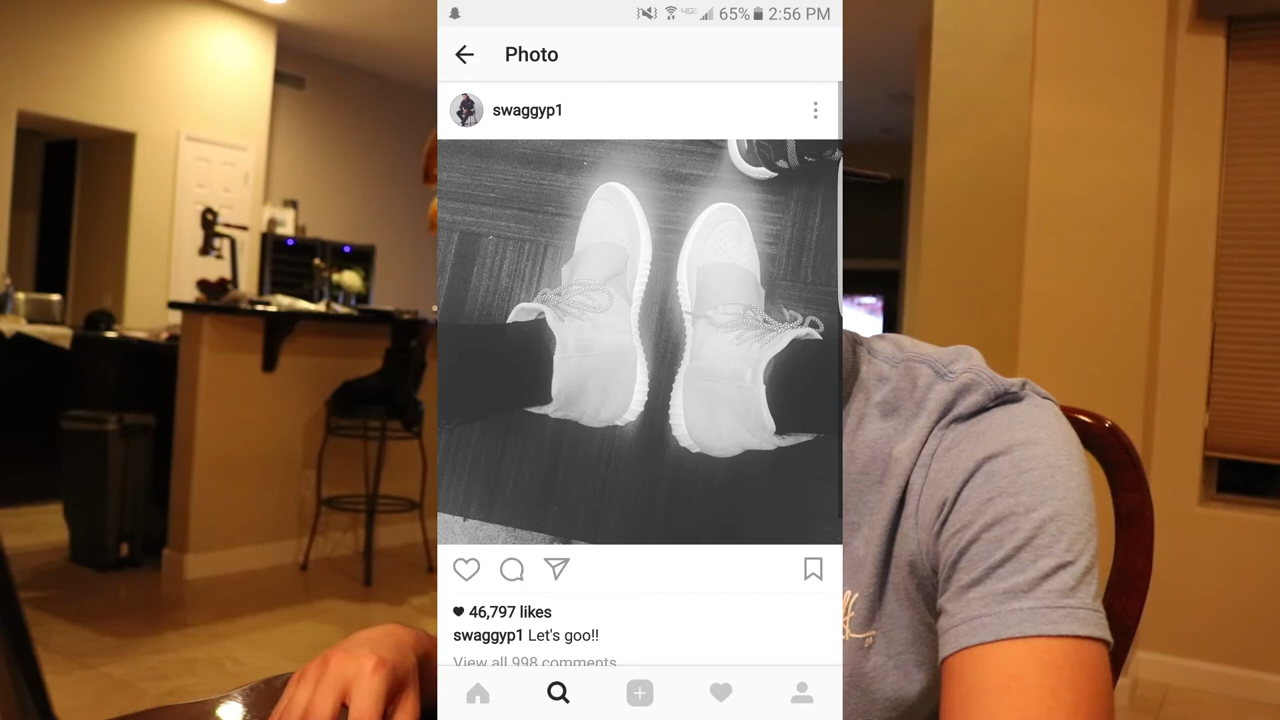 65% 2:56 PM
Photo
swaggyp1
46,797 likes
swaggyp1 Let's goo!!
View all 998 comments